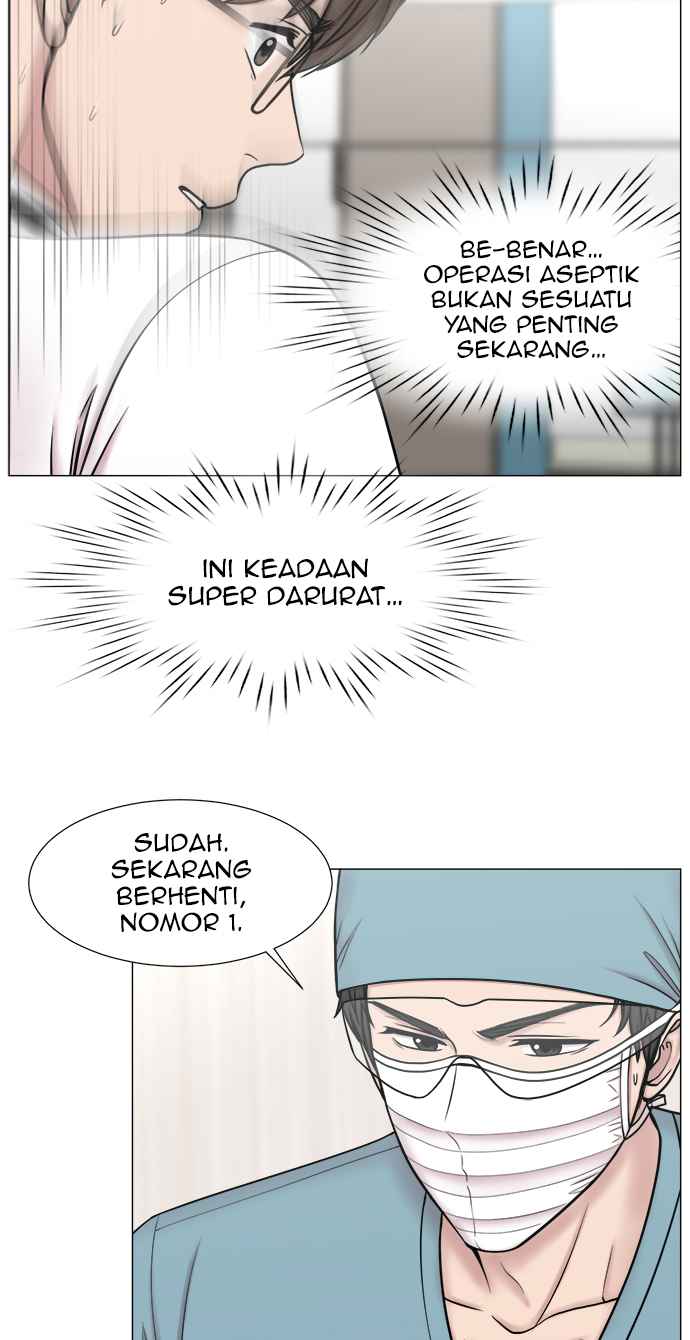 BE-BENAR...
OPERASI ASEPTIK
BUKAN SESUATU
YANG PENTING
SEKARANG...
INI KEADAAN
SUPER DARURAT...
SUDAH.
SEKARANG
BERHENTI,
NOMOR 1.